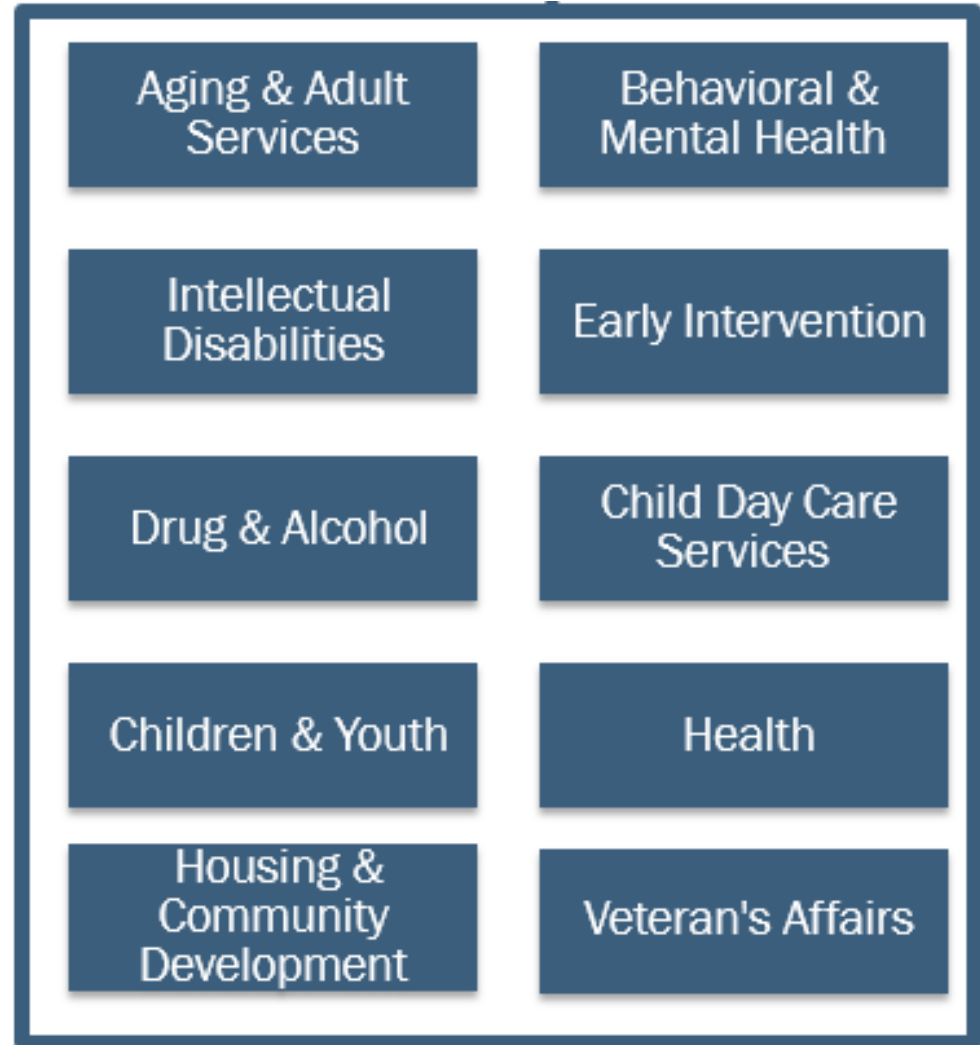 Aging & Adult
Services
Behavioral &
Mental Health
Intellectual
Disabilities
Early Intervention
Drug & Alcohol
Child Day Care
Services
Children & Youth
Health
Housing &
Community
Development
Veteran's Affairs